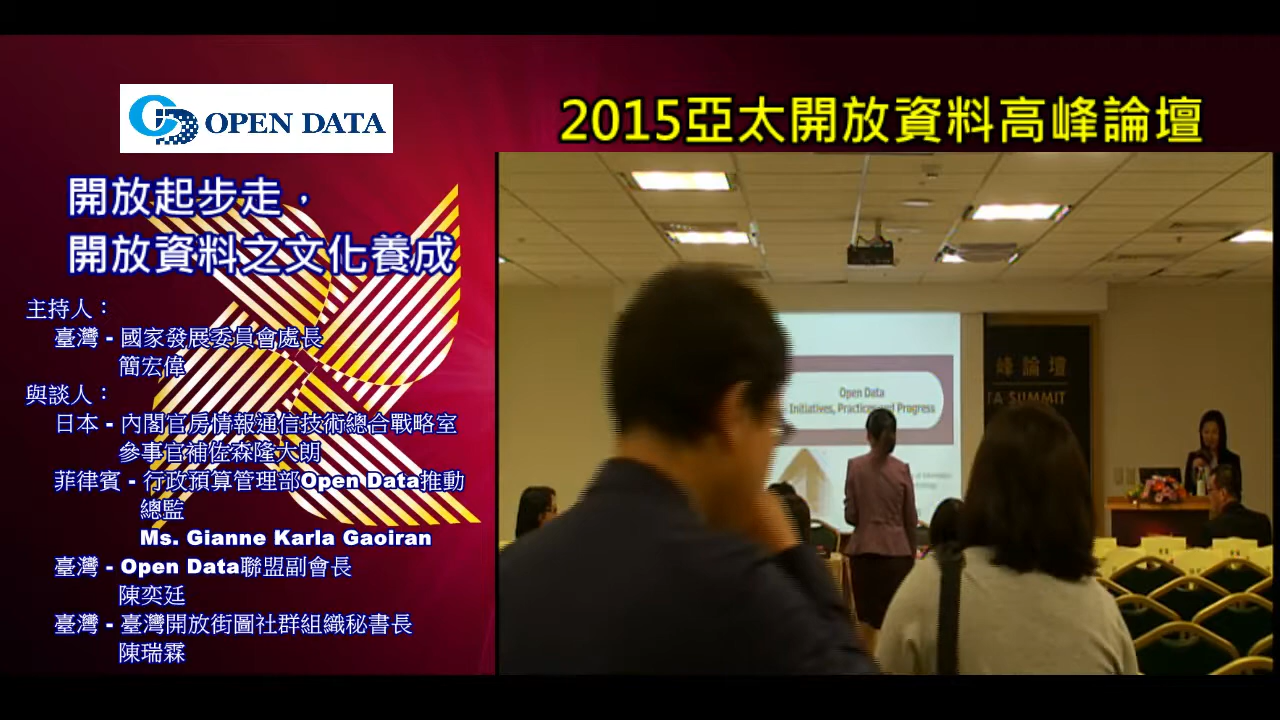 OPEN DATA
2015亞太開放資料高峰論壇
開放起步走，
開放資料之文化養成
主持人：
臺灣 - 國家發展委員會處長
簡宏偉
與談人：
日本 - 內閣官房情報通信技術總合戰略室
參事官補佐森隆大朗
菲律賓 - 行政預算管理部Open Data推動
總監
Ms. Gianne Karla Gaoiran
臺灣 - Open Data聯盟副會長
陳奕廷
臺灣 - 臺灣開放街圖社群組織秘書長
陳瑞霖
Open Data
Initiatives, Practices and Progress
峰論壇
TA SUMMIT